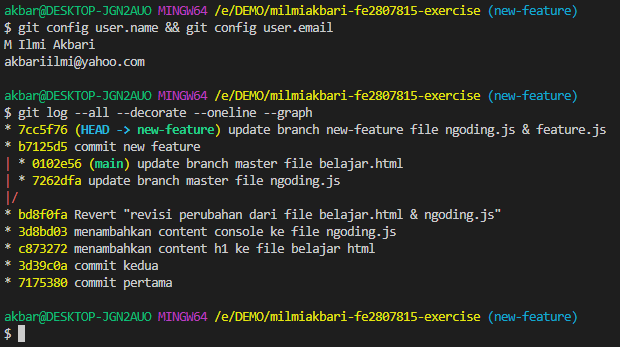 akbar@DESKTOP-JGN2AUO MINGW64 /e/DEMO/milmiakbari-fe2807815-exercise (new-feature)
$ git config user.name && git config user.email
M Ilmi Akbari
akbariilmi@yahoo.com
akbar@DESKTOP-JGN2AUO MINGW64 /e/DEMO/milmiakbari-fe2807815-exercise (new-feature)
$ git log --all --decorate --oneline --graph
* 7cc5f76 (HEAD -> new-feature) update branch new-feature file ngoding.js & feature.js
* b7125d5 commit new feature
| * 0102e56 (main) update branch master file belajar.html
| * 7262dfa update branch master file ngoding.js
|/
* bd8f0fa Revert "revisi perubahan dari file belajar.html & ngoding.js"
* 3d8bd03 menambahkan content console ke file ngoding.js
* c873272 menambahkan content h1 ke file belajar html
* 3d39c0a commit kedua
* 7175380 commit pertama
akbar@DESKTOP-JGN2AUO MINGW64 /e/DEMO/milmiakbari-fe2807815-exercise (new-feature)
$